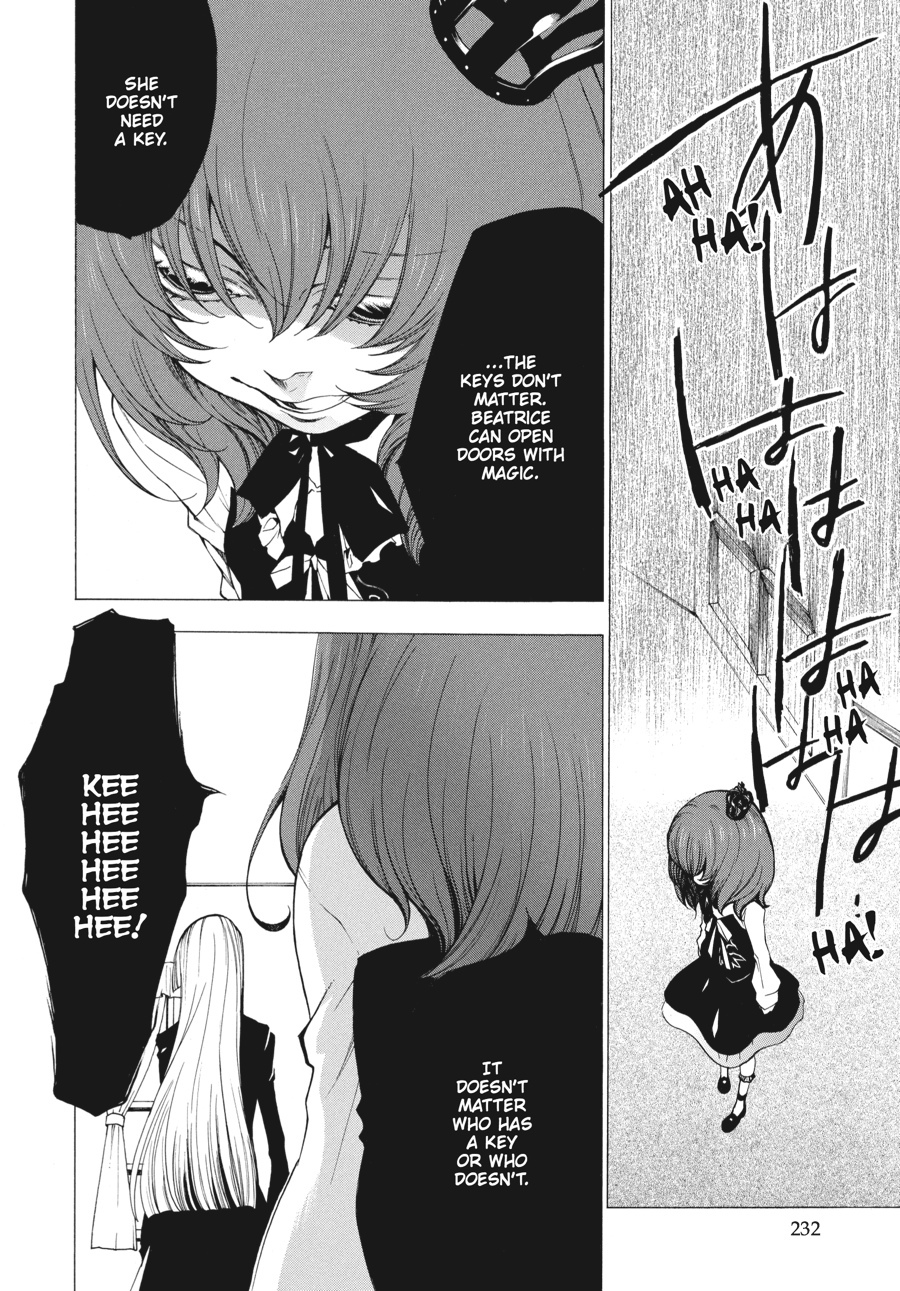 あ
は
は
は
は
は
は
AH
HA!
HA
HA
HA
HA
HA!
...THE
KEYS DON'T
MATTER.
BEATRICE
CAN OPEN
DOORS WITH
MAGIC.
SHE
DOESN'T
NEED
A KEY.
IT
DOESN'T
MATTER
WHO HAS
A KEY
OR WHO
DOESN'T.
KEE
HEE
HEE
HEE
HEE
HEE!
232